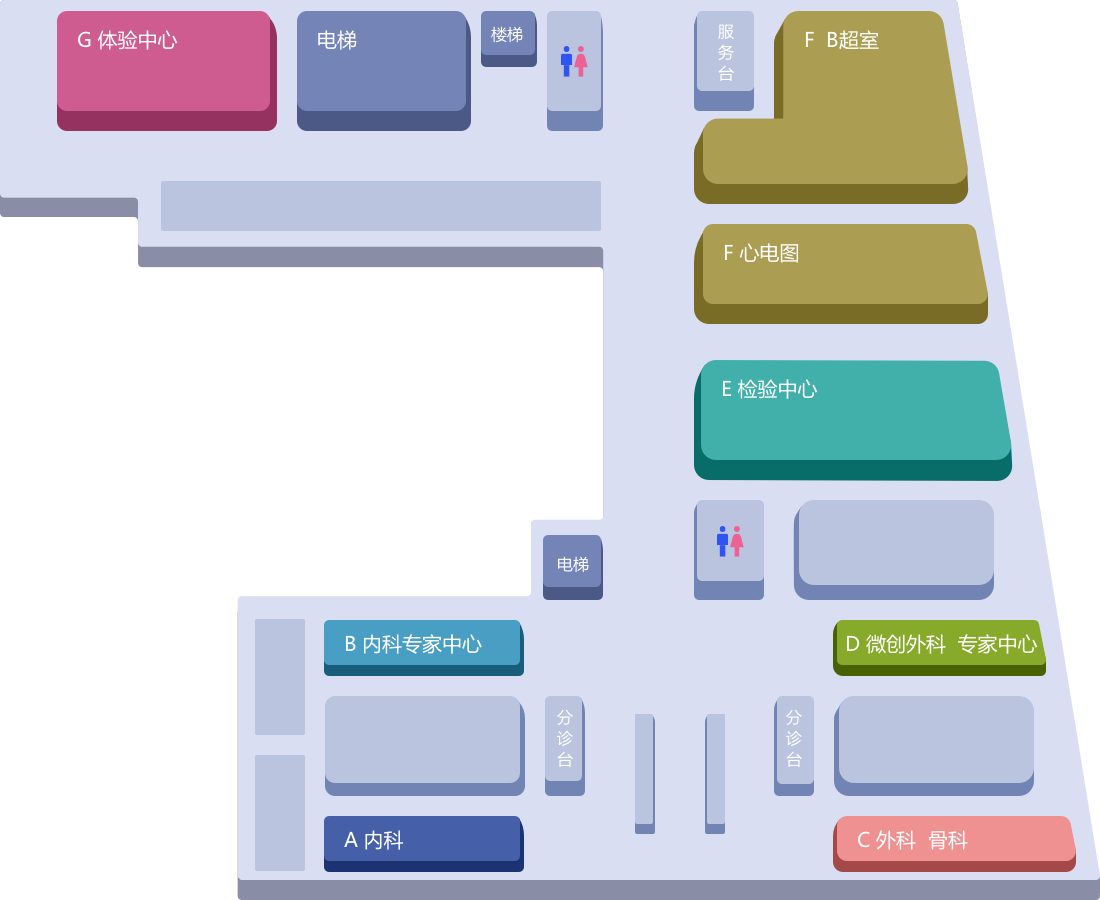 G 体验中心
电梯
楼梯
服
务
台
F B超室
F 心电图
E 检验中心
电梯
B 内科专家中心
D 微创外科 专家中心
分
诊
台
分
诊
台
A 内科
C 外科 骨科